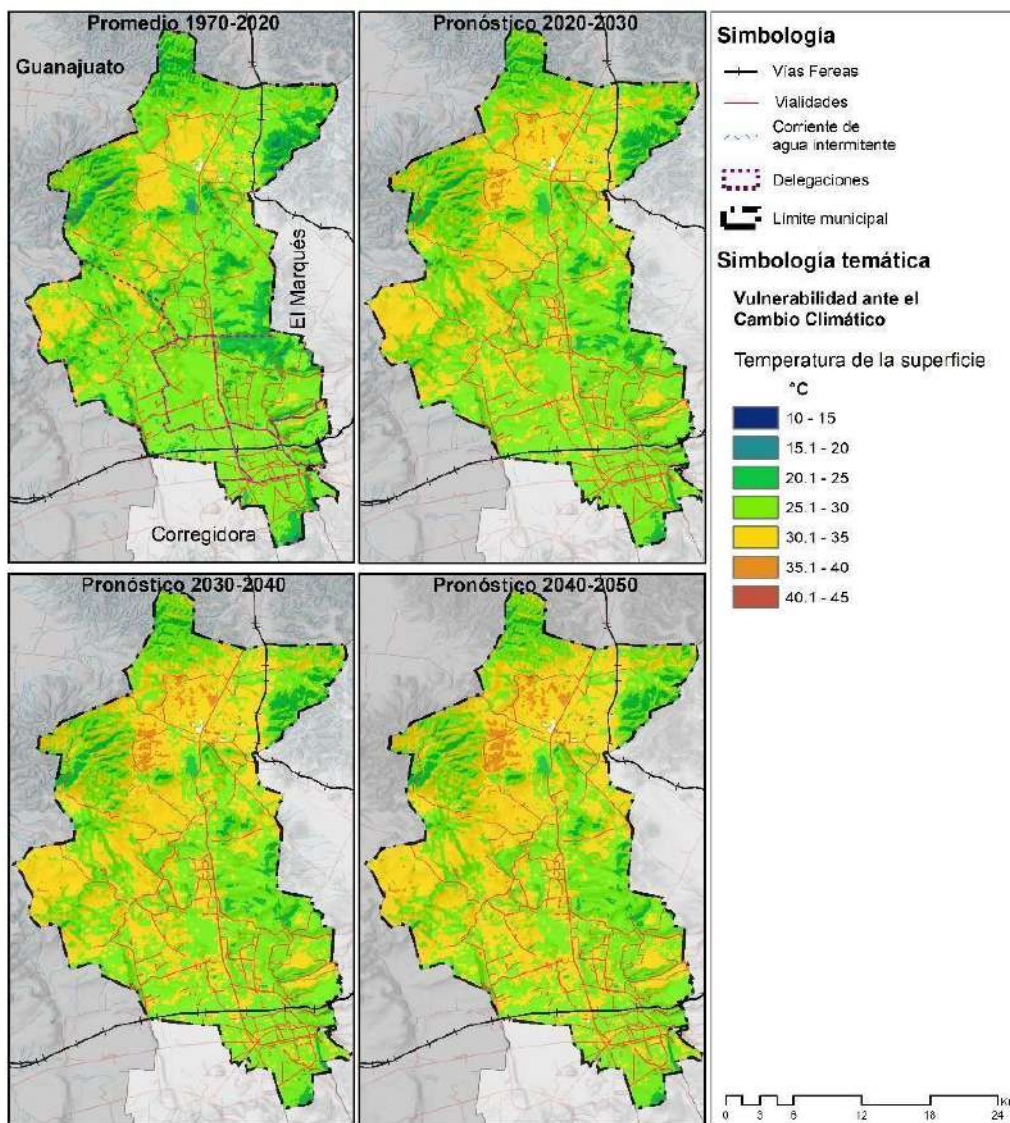 Promedio 1970-2020
Guanajuato
El Marqués
Corregidora
Pronóstico 2020-2030
Pronóstico 2030-2040
Pronóstico 2040-2050
Simbología
Vías Fereas
Vialidades
Corriente de
agua intermitente
Delegaciones
Límite municipal
Simbología temática
Vulnerabilidad ante el
Cambio Climático
Temperatura de la superficie
°C
10 - 15
15.1 - 20
20.1 - 25
25.1 - 30
30.1 - 35
35.1 - 40
40.1 - 45
0 3 6 12 18 24